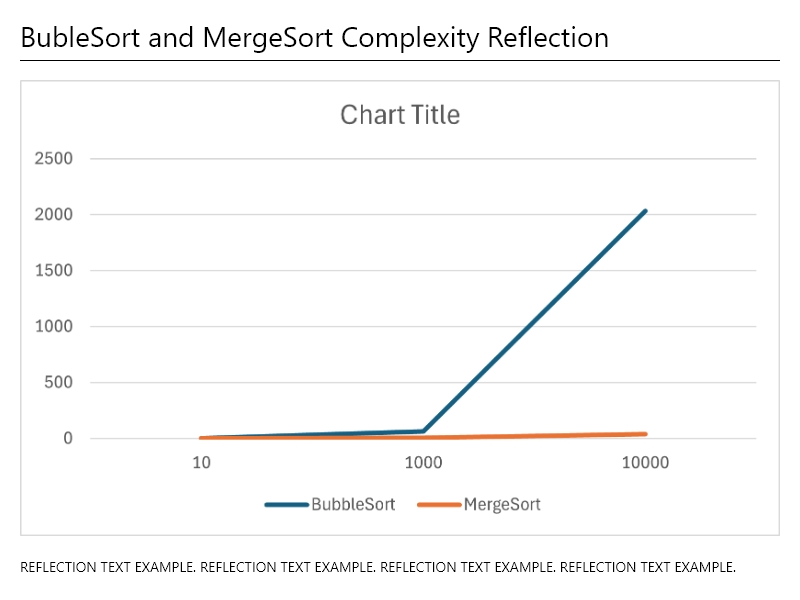 BubleSort and MergeSort Complexity Reflection
Chart Title
2500
2000
1500
1000
500
0
10 1000 10000
BubbleSort MergeSort
REFLECTION TEXT EXAMPLE. REFLECTION TEXT EXAMPLE. REFLECTION TEXT EXAMPLE. REFLECTION TEXT EXAMPLE.